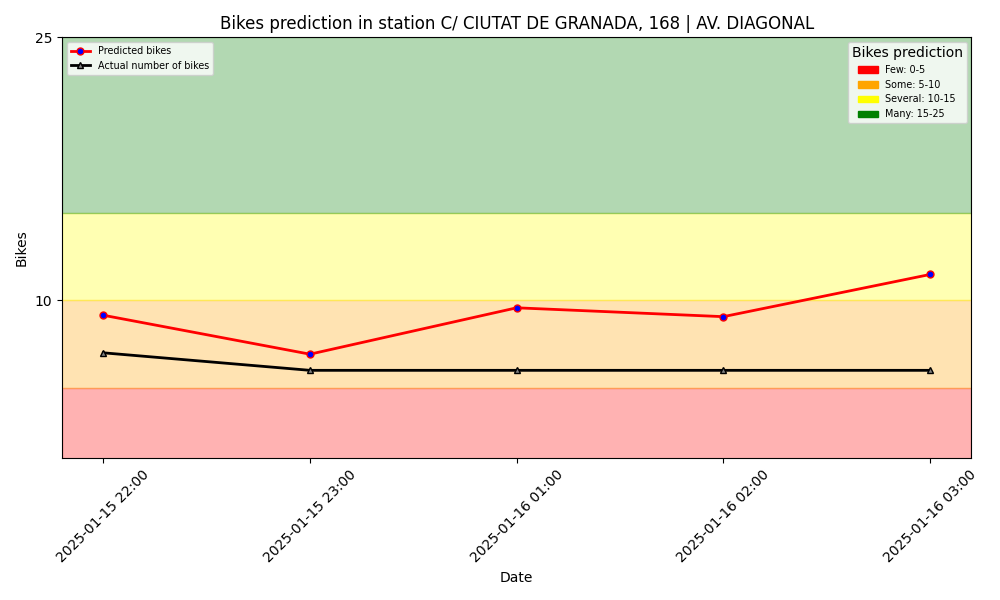 Bikes prediction in station C/ CIUTAT DE GRANADA, 168 | AV. DIAGONAL
Predicted bikes
Actual number of bikes
Bikes prediction
Few: 0-5
Some: 5-10
Several: 10-15
Many: 15-25
25
10
Bikes
2025-01-15 22:00
2025-01-15 23:00
2025-01-16 01:00
2025-01-16 02:00
2025-01-16 03:00
Date